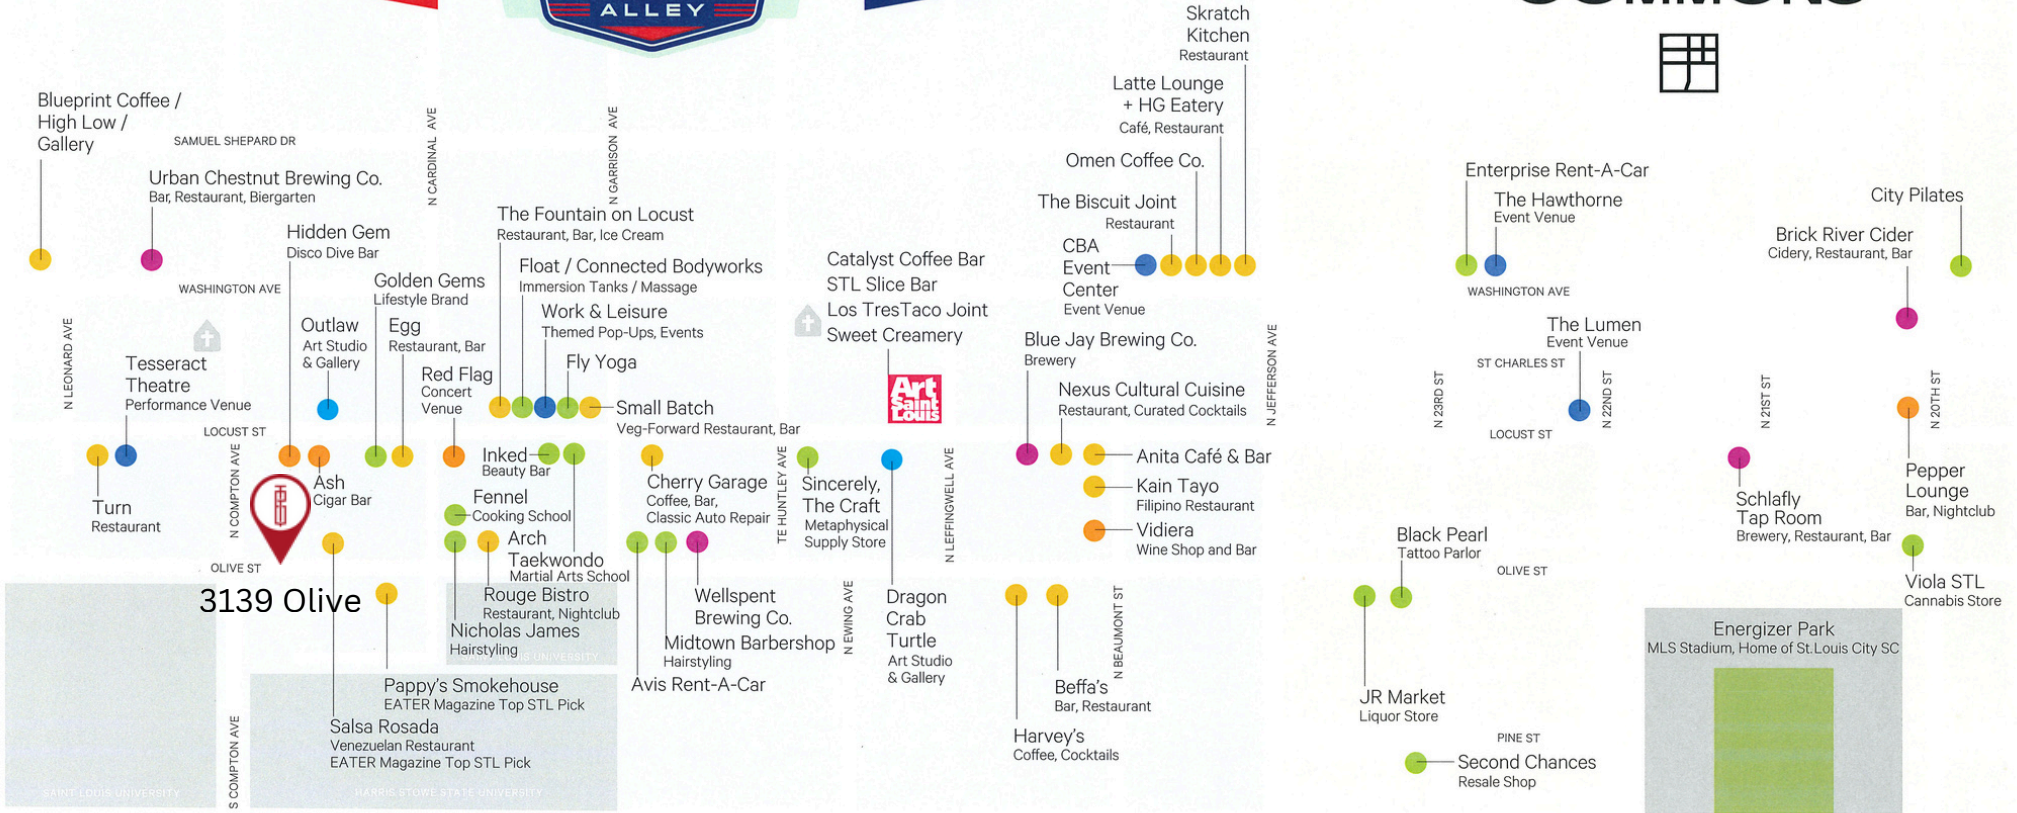 ALLEY
Skratch
Kitchen
Restaurant
Latte Lounge
+ HG Eatery
Café, Restaurant
Omen Coffee Co.
The Biscuit Joint
Restaurant
CBA
Event
Center
Event Venue
Blueprint Coffee /
High Low /
Gallery
SAMUEL SHEPARD DR
Urban Chestnut Brewing Co.
Bar, Restaurant, Biergarten
N CARDINAL AVE
N GARRISON AVE
Hidden Gem
Disco Dive Bar
The Fountain on Locust
Restaurant, Bar, Ice Cream
Golden Gems
Lifestyle Brand
Float / Connected Bodyworks
Immersion Tanks / Massage
WASHINGTON AVE
Outlaw
Art Studio
& Gallery
Egg
Restaurant, Bar
Work & Leisure
Themed Pop-Ups, Events
Fly Yoga
Red Flag
Concert
Venue
Small Batch
Veg-Forward Restaurant, Bar
Catalyst Coffee Bar
STL Slice Bar
Los TresTaco Joint
Sweet Creamery
Art
Saint
Louis
Blue Jay Brewing Co.
Brewery
Nexus Cultural Cuisine
Restaurant, Curated Cocktails
N JEFFERSON AVE
N LEONARD AVE
Tesseract
Theatre
Performance Venue
LOCUST ST
N COMPTON AVE
Turn
Restaurant
Ash
Cigar Bar
OLIVE ST
3139 Olive
Inked
Beauty Bar
Fennel
Cooking School
Arch
Taekwondo
Martial Arts School
Rouge Bistro
Restaurant, Nightclub
Nicholas James
Hairstyling
SAINT LOUIS UNIVERSITY
Cherry Garage
Coffee, Bar,
Classic Auto Repair
TE HUNTLEY AVE
Sincerely,
The Craft
Metaphysical
Supply Store
N LEFFINGWELL AVE
Anita Café & Bar
Kain Tayo
Filipino Restaurant
Vidiera
Wine Shop and Bar
Wellspent
Brewing Co.
Midtown Barbershop
Hairstyling
Avis Rent-A-Car
N EWING AVE
Dragon
Crab
Turtle
Art Studio
& Gallery
N BEAUMONT ST
Beffa's
Bar, Restaurant
Harvey's
Coffee, Cocktails
Pappy's Smokehouse
EATER Magazine Top STL Pick
Salsa Rosada
Venezuelan Restaurant
EATER Magazine Top STL Pick
S COMPTON AVE
SAINT LOUIS UNIVERSITY
HARRIS STOWE STATE UNIVERSITY
COMMONS
Enterprise Rent-A-Car
The Hawthorne
Event Venue
City Pilates
Brick River Cider
Cidery, Restaurant, Bar
WASHINGTON AVE
The Lumen
Event Venue
ST CHARLES ST
N 23RD ST
N 22ND ST
N 21ST ST
N 20TH ST
LOCUST ST
Schlafly
Tap Room
Brewery, Restaurant, Bar
Pepper
Lounge
Bar, Nightclub
Black Pearl
Tattoo Parlor
OLIVE ST
Viola STL
Cannabis Store
Energizer Park
MLS Stadium, Home of St.Louis City SC
JR Market
Liquor Store
PINE ST
Second Chances
Resale Shop